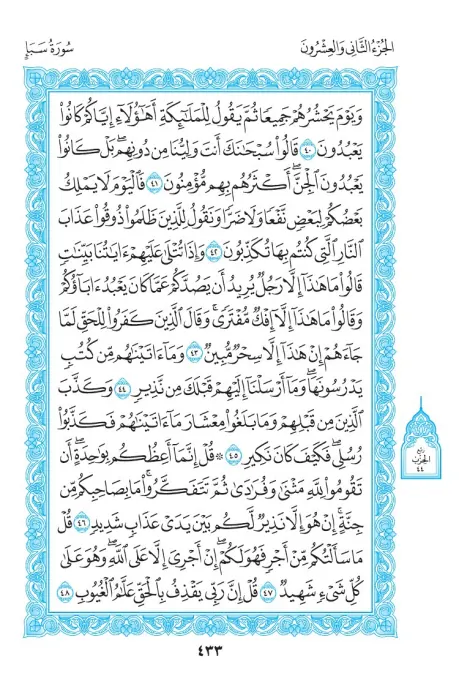 الجُزْءُ الثَّانِي وَالعِشْرُونَ
سُورَةُ سَبَإٍ
وَيَوْمَ يَحْشُرُهُمْ جَمِيعًا ثُمَّ يَقُولُ لِلْمَلَٰٓئِكَةِ أَهَٰٓؤُلَآءِ إِيَّاكُمْ كَانُوا۟
يَعْبُدُونَ ٤٠ قَالُوا۟ سُبْحَٰنَكَ أَنتَ وَلِيُّنَا مِن دُونِهِم ۖ بَلْ كَانُوا۟
يَعْبُدُونَ ٱلْجِنَّ ۖ أَكْثَرُهُم بِهِم مُّؤْمِنُونَ ٤١ فَٱلْيَوْمَ لَا يَمْلِكُ
بَعْضُكُمْ لِبَعْضٍ نَّفْعًا وَلَا ضَرًّا وَنَقُولُ لِلَّذِينَ ظَلَمُوا۟ ذُوقُوا۟ عَذَابَ
ٱلنَّارِ ٱلَّتِى كُنتُم بِهَا تُكَذِّبُونَ ٤٢ وَإِذَا تُتْلَىٰ عَلَيْهِمْ ءَايَٰتُنَا بَيِّنَٰتٍ
قَالُوا۟ مَا هَٰذَآ إِلَّا رَجُلٌ يُرِيدُ أَن يَصُدَّكُمْ عَمَّا كَانَ يَعْبُدُ ءَابَآؤُكُمْ
وَقَالُوا۟ مَا هَٰذَآ إِلَّآ إِفْكٌ مُّفْتَرًى ۚ وَقَالَ ٱلَّذِينَ كَفَرُوا۟ لِلْحَقِّ لَمَّا
جَآءَهُمْ إِنْ هَٰذَآ إِلَّا سِحْرٌ مُّبِينٌ ٤٣ وَمَآ ءَاتَيْنَٰهُم مِّن كُتُبٍ
يَدْرُسُونَهَا ۖ وَمَآ أَرْسَلْنَآ إِلَيْهِمْ قَبْلَكَ مِن نَّذِيرٍ ٤٤ وَكَذَّبَ
ٱلَّذِينَ مِن قَبْلِهِمْ وَمَا بَلَغُوا۟ مِعْشَارَ مَآ ءَاتَيْنَٰهُمْ فَكَذَّبُوا۟
رُسُلِى ۖ فَكَيْفَ كَانَ نَكِيرِ ٤٥ ۞ قُلْ إِنَّمَآ أَعِظُكُم بِوَٰحِدَةٍ ۖ أَن
تَقُومُوا۟ لِلَّهِ مَثْنَىٰ وَفُرَٰدَىٰ ثُمَّ تَتَفَكَّرُوا۟ ۚ مَا بِصَاحِبِكُم مِّن
جِنَّةٍ ۚ إِنْ هُوَ إِلَّا نَذِيرٌ لَّكُم بَيْنَ يَدَىْ عَذَابٍ شَدِيدٍ ٤٦ قُلْ
مَا سَأَلْتُكُم مِّنْ أَجْرٍ فَهُوَ لَكُمْ ۖ إِنْ أَجْرِىَ إِلَّا عَلَى ٱللَّهِ ۖ وَهُوَ عَلَىٰ
كُلِّ شَىْءٍ شَهِيدٌ ٤٧ قُلْ إِنَّ رَبِّى يَقْذِفُ بِٱلْحَقِّ عَلَّٰمُ ٱلْغُيُوبِ ٤٨
ربع
الحزب
٤٤
٤٣٣